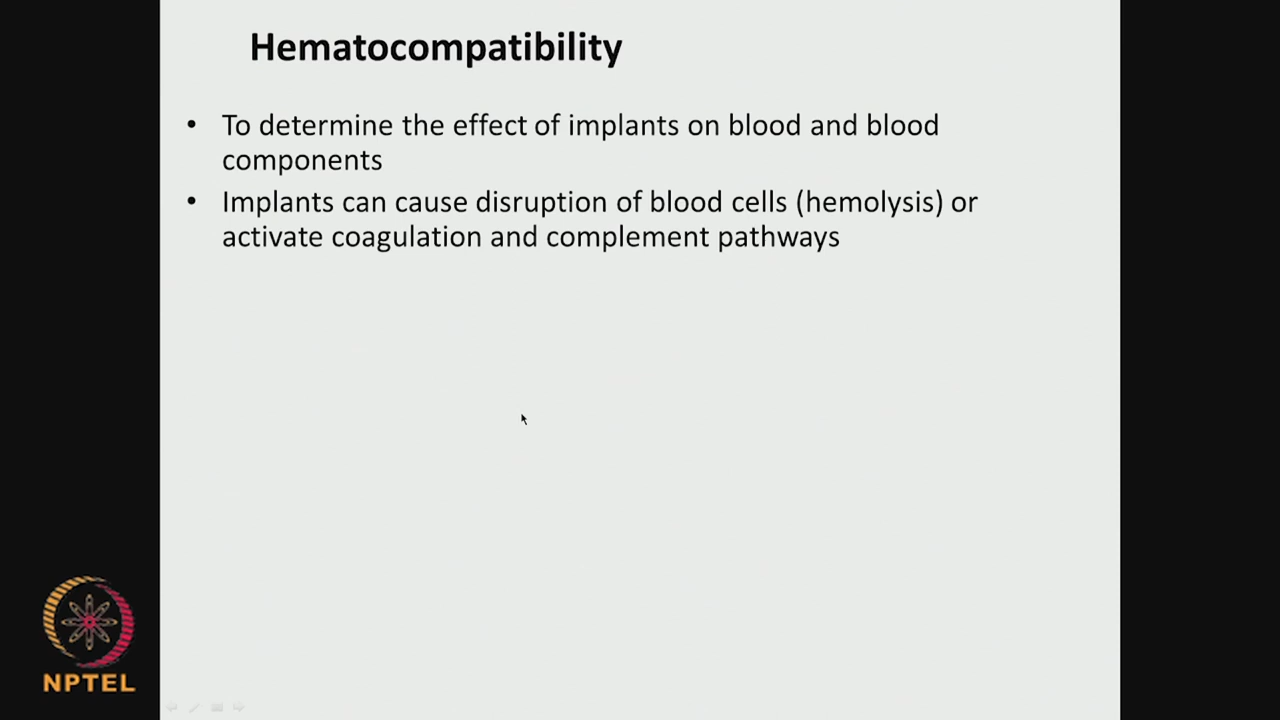 Hematocompatibility
• To determine the effect of implants on blood and blood
components
• Implants can cause disruption of blood cells (hemolysis) or
activate coagulation and complement pathways
NPTEL